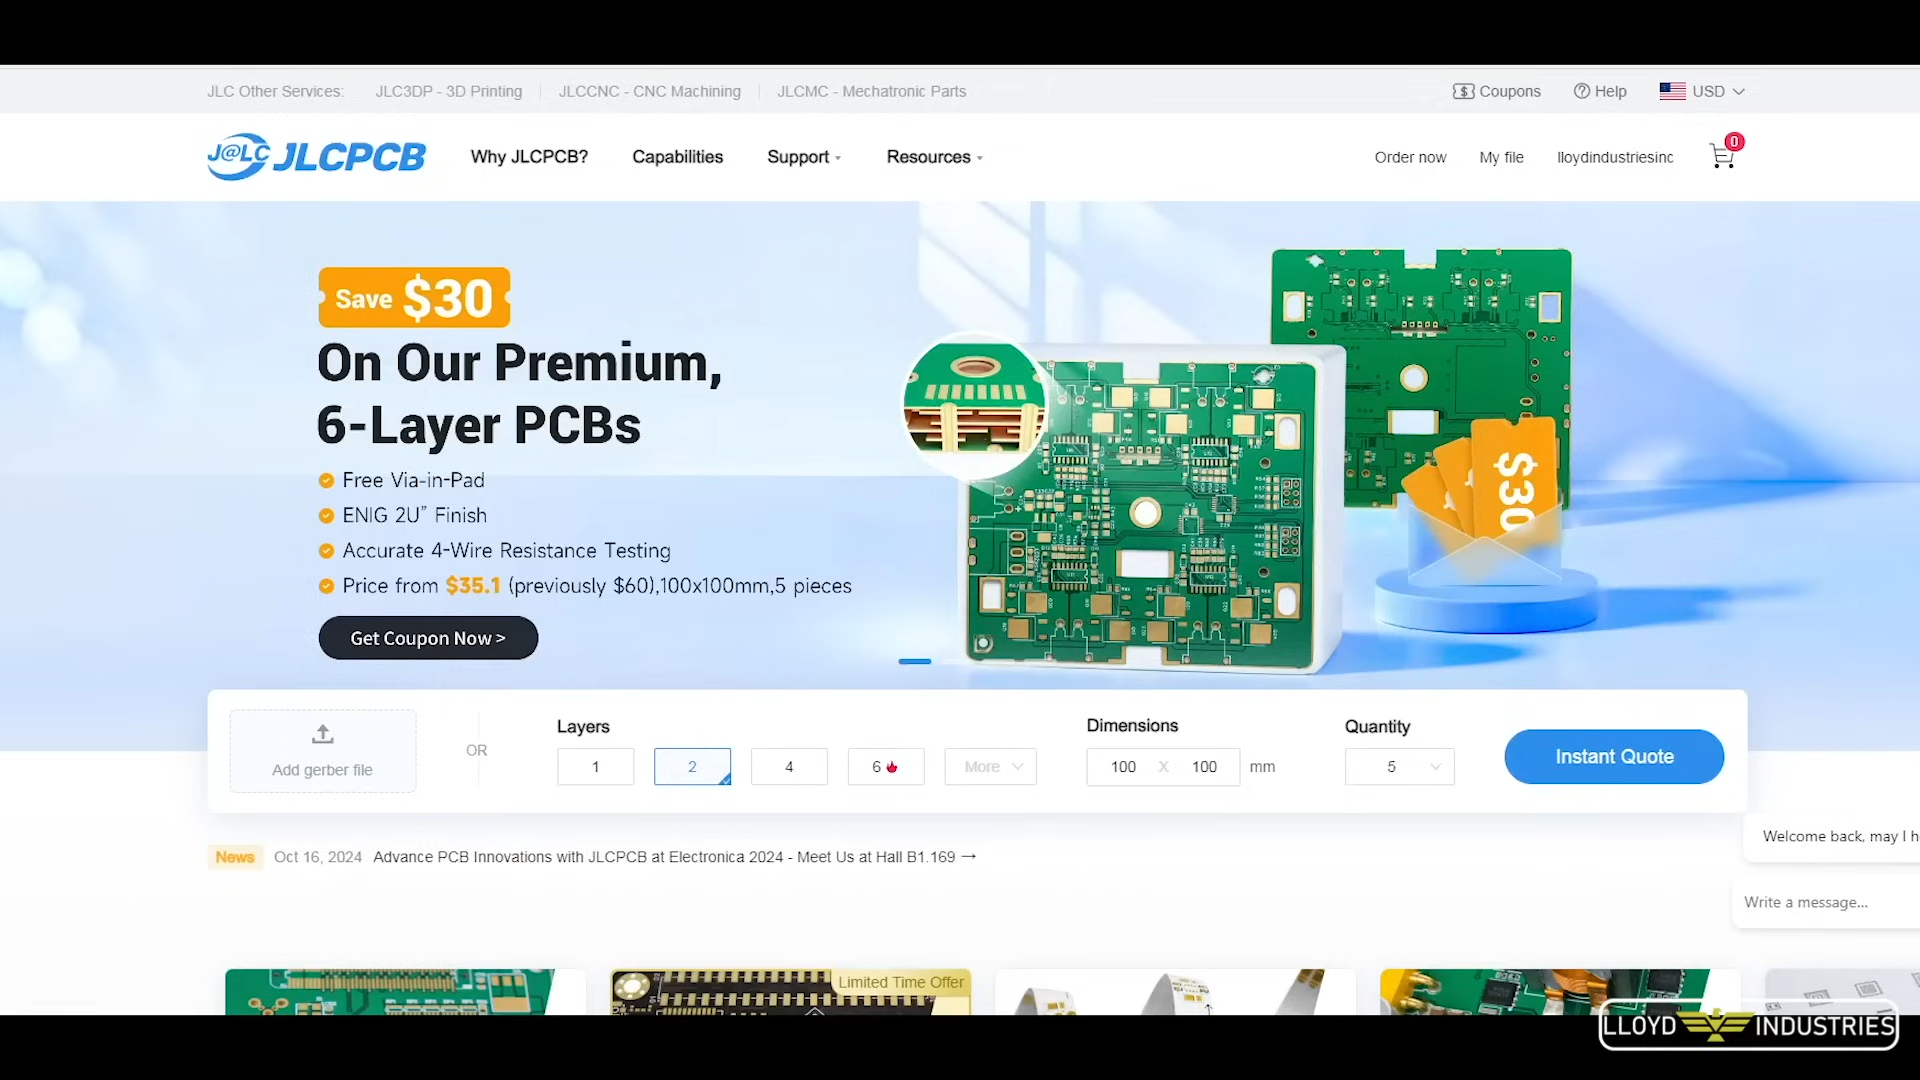 JLC Other Services:
JLC3DP - 3D Printing
JLCCNC - CNC Machining
JLCMC - Mechatronic Parts
Coupons
Help
USD
J@LC JLCPCB
Why JLCPCB?
Capabilities
Support
Resources
Order now
My file
lloydindustriesinc
0
Save $30
On Our Premium,
6-Layer PCBs
Free Via-in-Pad
ENIG 2U” Finish
Accurate 4-Wire Resistance Testing
Price from $35.1 (previously $60),100x100mm,5 pieces
Get Coupon Now >
$30
Add gerber file
OR
Layers
1
2
4
6
More
Dimensions
100 X 100 mm
Quantity
5
Instant Quote
News Oct 16, 2024 Advance PCB Innovations with JLCPCB at Electronica 2024 - Meet Us at Hall B1.169 →
Welcome back, may I
Write a message...
Limited Time Offer
LLOYD INDUSTRIES